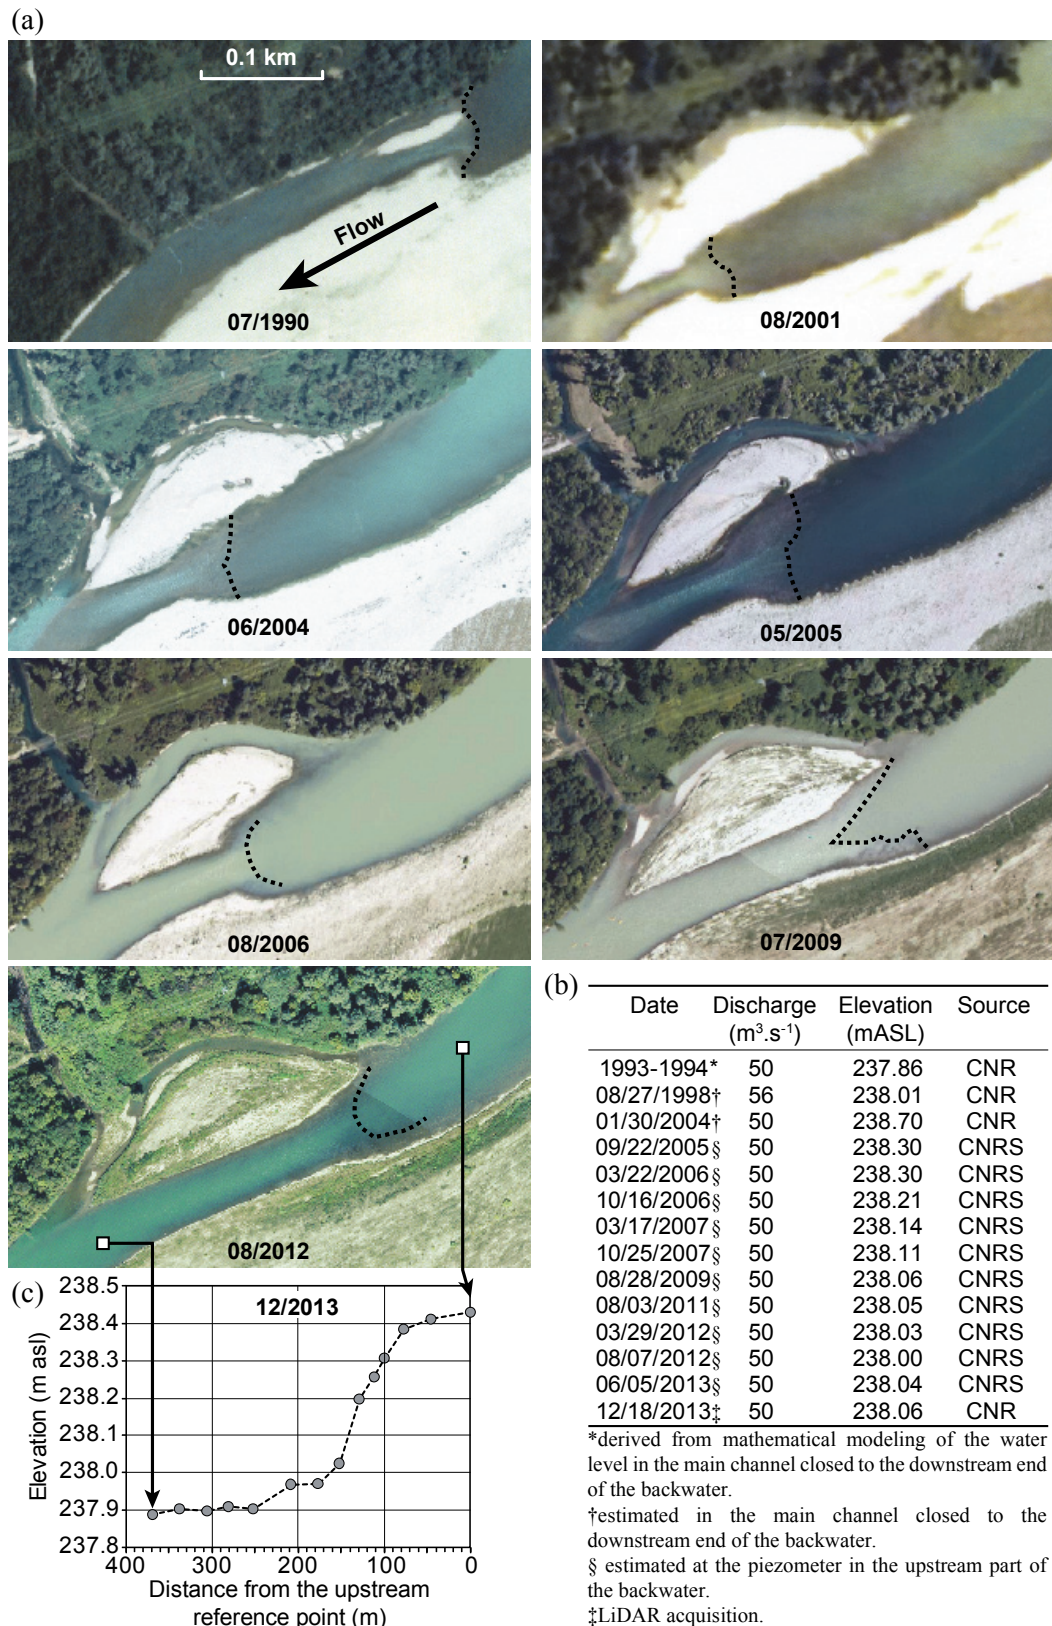 (a)
0.1 km
Flow
07/1990
08/2001
06/2004
05/2005
08/2006
07/2009
08/2012
(b)
Date Discharge Elevation Source
(m³.s⁻¹) (mASL)
1993-1994* 50 237.86 CNR
08/27/1998† 56 238.01 CNR
01/30/2004† 50 238.70 CNR
09/22/2005§ 50 238.30 CNRS
03/22/2006§ 50 238.30 CNRS
10/16/2006§ 50 238.21 CNRS
03/17/2007§ 50 238.14 CNRS
10/25/2007§ 50 238.11 CNRS
08/28/2009§ 50 238.06 CNRS
08/03/2011§ 50 238.05 CNRS
03/29/2012§ 50 238.03 CNRS
08/07/2012§ 50 238.00 CNRS
06/05/2013§ 50 238.04 CNRS
12/18/2013‡ 50 238.06 CNR
*derived from mathematical modeling of the water
level in the main channel closed to the downstream end
of the backwater.
†estimated in the main channel closed to the
downstream end of the backwater.
§ estimated at the piezometer in the upstream part of
the backwater.
‡LiDAR acquisition.
(c)
12/2013
Elevation (m asl)
238.5
238.4
238.3
238.2
238.1
238.0
237.9
237.8
400 300 200 100 0
Distance from the upstream
reference point (m)